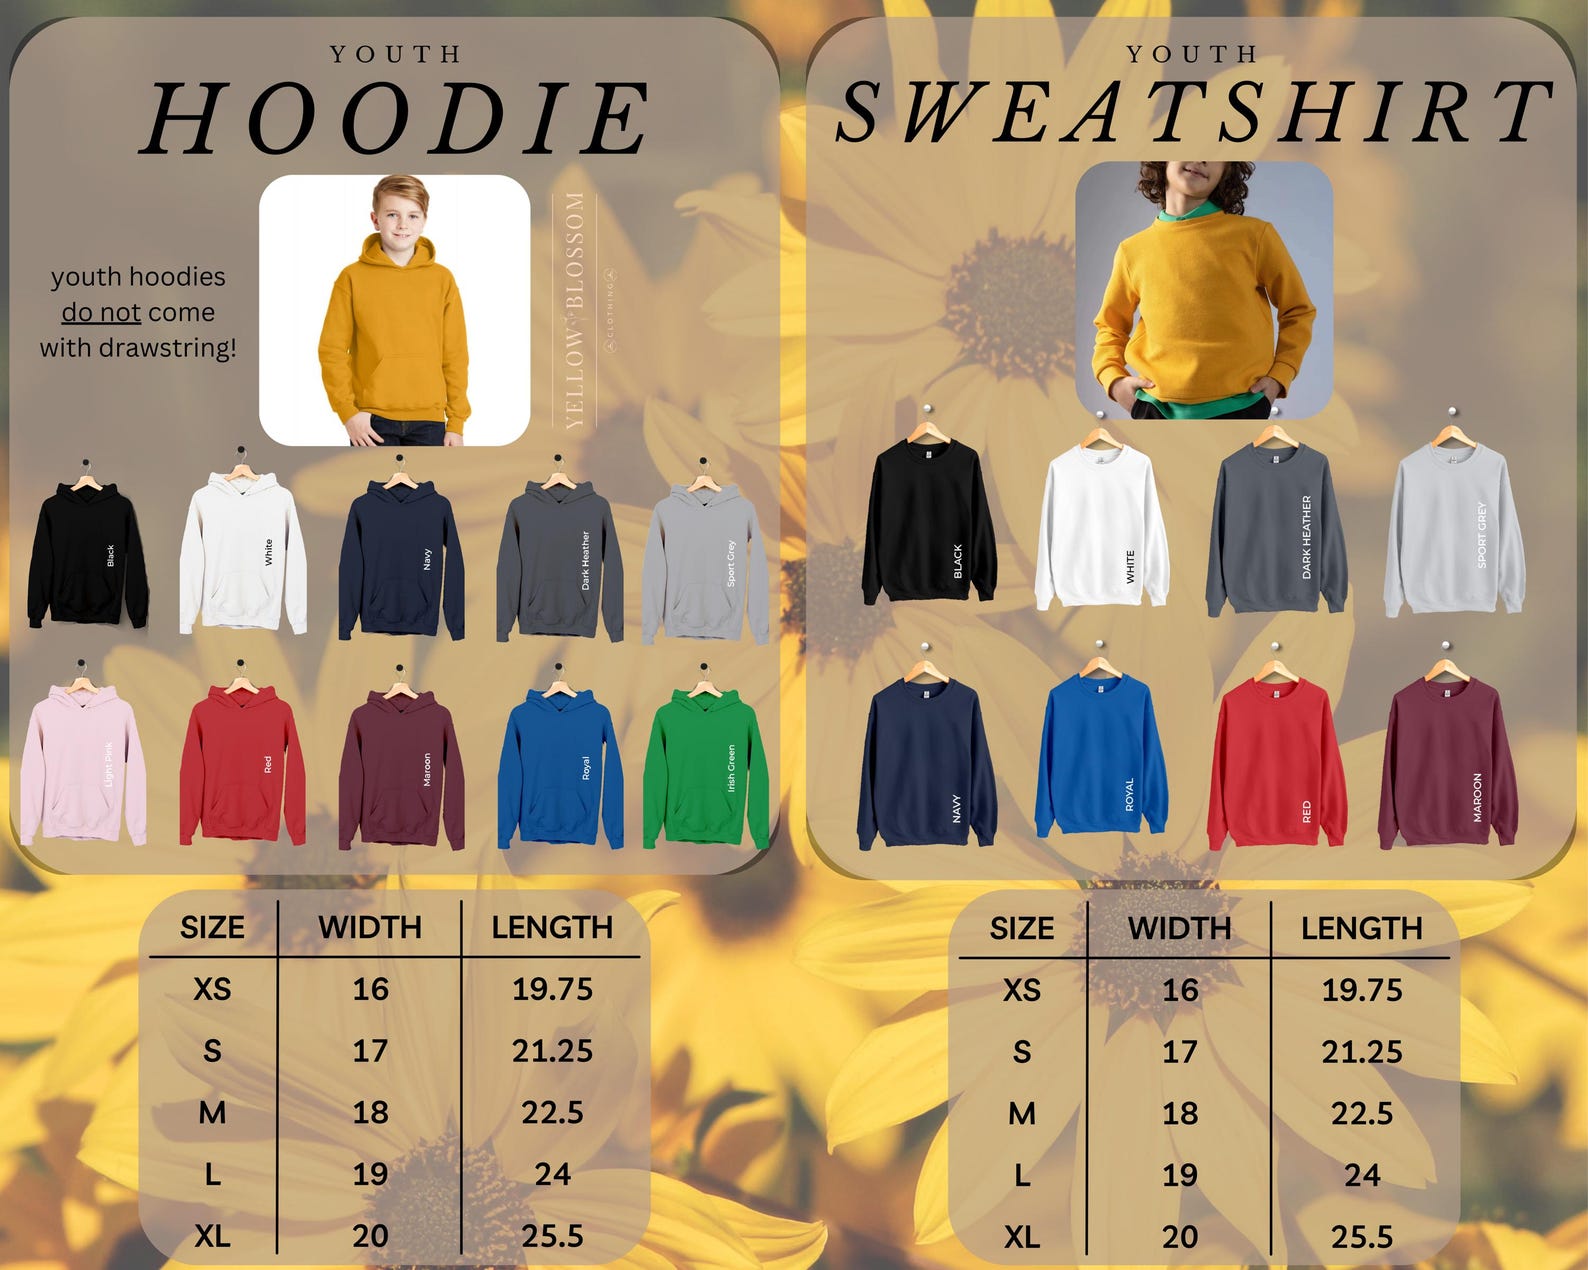 YOUTH
HOODIE
youth hoodies
do not come
with drawstring!
YELLOW BLOSSOM
CLOTHING
Black
White
Navy
Dark Heather
Sport Grey
Light Pink
Red
Maroon
Royal
Irish Green
SIZE WIDTH LENGTH
XS 16 19.75
S 17 21.25
M 18 22.5
L 19 24
XL 20 25.5
YOUTH
SWEATSHIRT
BLACK
WHITE
DARK HEATHER
SPORT GREY
NAVY
ROYAL
RED
MAROON
SIZE WIDTH LENGTH
XS 16 19.75
S 17 21.25
M 18 22.5
L 19 24
XL 20 25.5